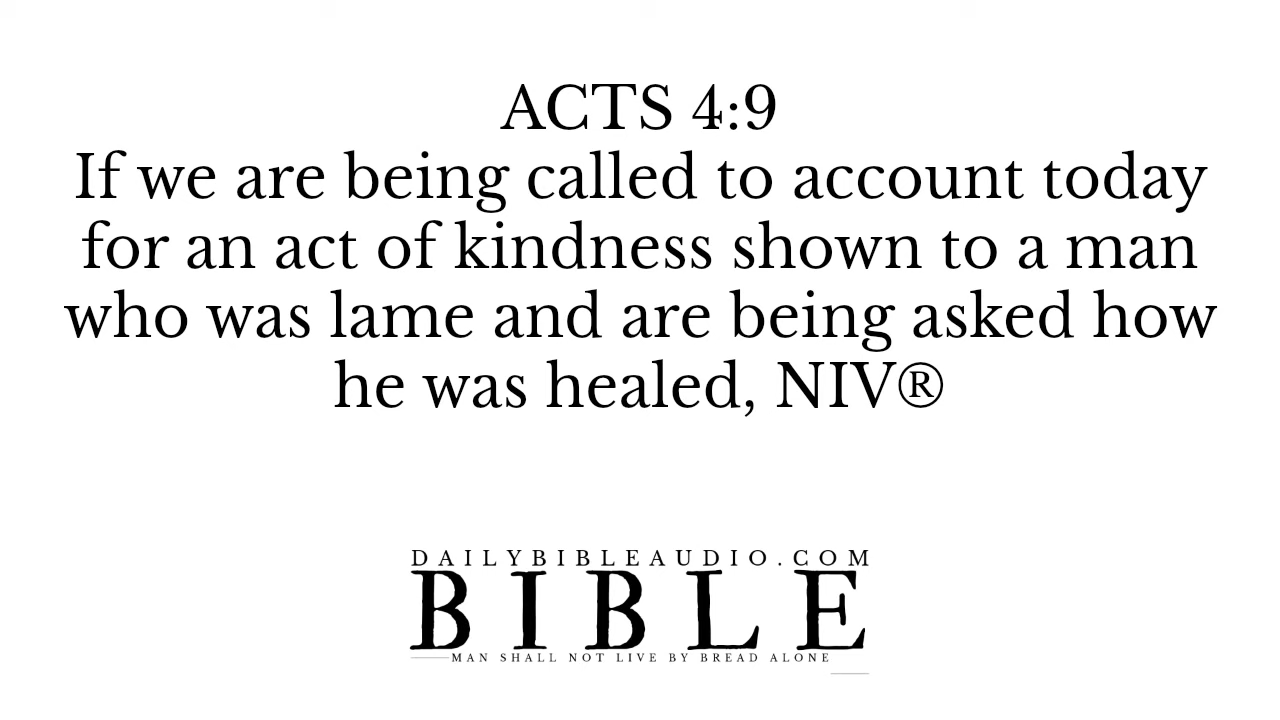 ACTS 4:9
If we are being called to account today
for an act of kindness shown to a man
who was lame and are being asked how
he was healed, NIV®
DAILYBIBLEAUDIO.COM
BIBLE
MAN SHALL NOT LIVE BY BREAD ALONE